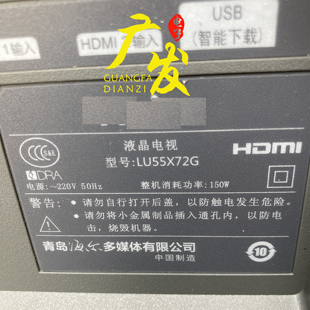 USB
1输入
HDMI
输入
(智能下载)
广发
电子
GUANGFA
DIANZI
液晶电视
型号:LU55X72G
HDMI
DRA
电源:~220V 50Hz
整机消耗功率:150W
警告:
• 请勿自行打开后盖,以防触电发生危险。
• 请勿将小金属制品插入通孔内,以防电
击,烧毁机器。
青岛
多媒体有限公司
中国制造
10